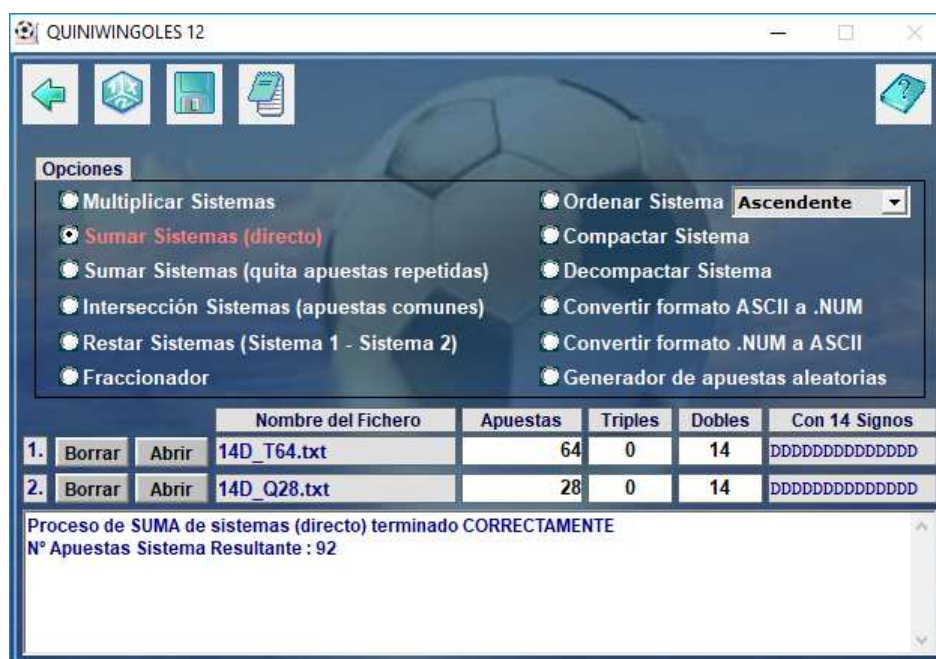 QUINIWINGOLES 12
Opciones
Multiplicar Sistemas
Sumar Sistemas (directo)
Sumar Sistemas (quita apuestas repetidas)
Intersección Sistemas (apuestas comunes)
Restar Sistemas (Sistema 1 - Sistema 2)
Fraccionador
Ordenar Sistema Ascendente
Compactar Sistema
Decompactar Sistema
Convertir formato ASCII a .NUM
Convertir formato .NUM a ASCII
Generador de apuestas aleatorias
Nombre del Fichero Apuestas Triples Dobles Con 14 Signos
1. Borrar Abrir 14D_T64.txt 64 0 14 DDDDDDDDDDDDDD
2. Borrar Abrir 14D_Q28.txt 28 0 14 DDDDDDDDDDDDDD
Proceso de SUMA de sistemas (directo) terminado CORRECTAMENTE
Nº Apuestas Sistema Resultante : 92